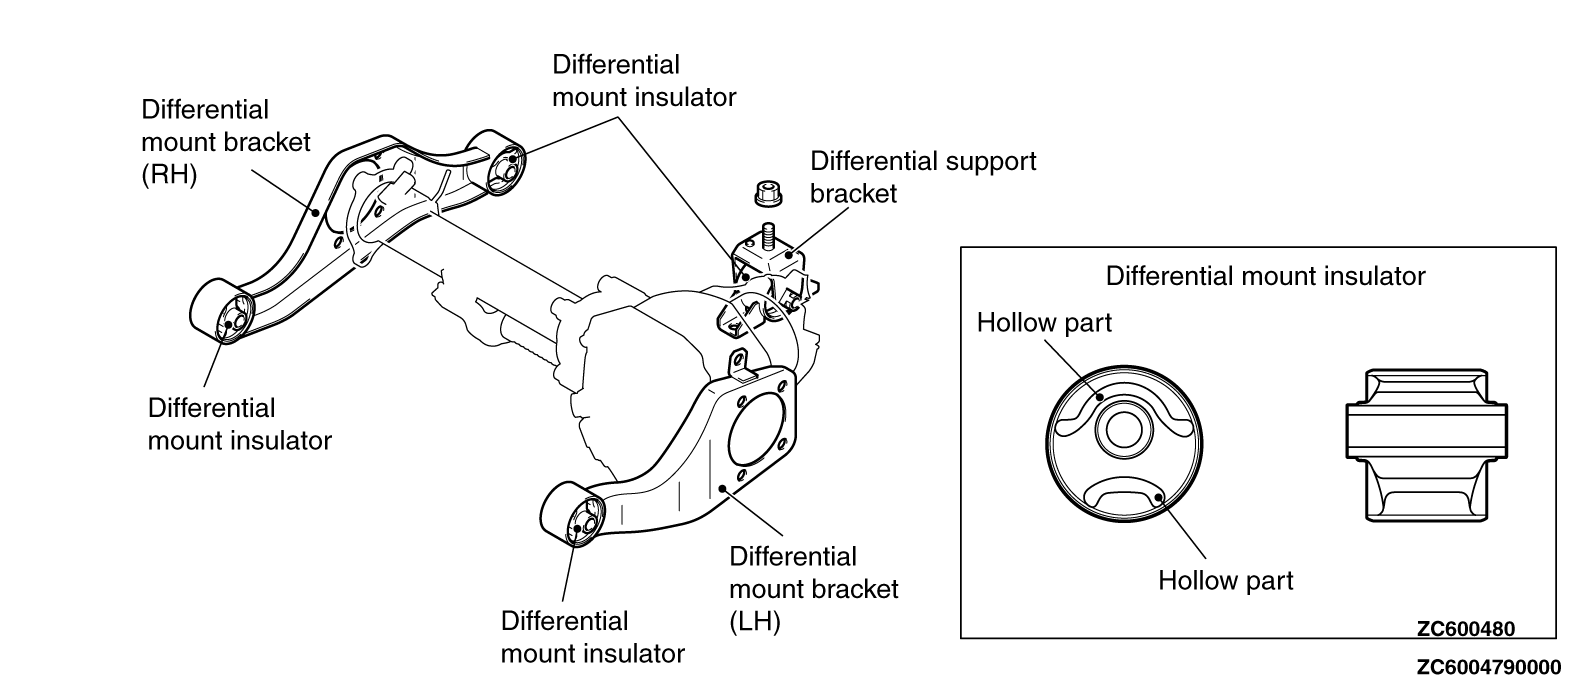 Differential
mount insulator
Differential
mount bracket
(RH)
Differential support
bracket
Differential mount insulator
Hollow part
Differential
mount insulator
Differential
mount bracket
(LH)
Hollow part
Differential
mount insulator
ZC600480
ZC6004790000